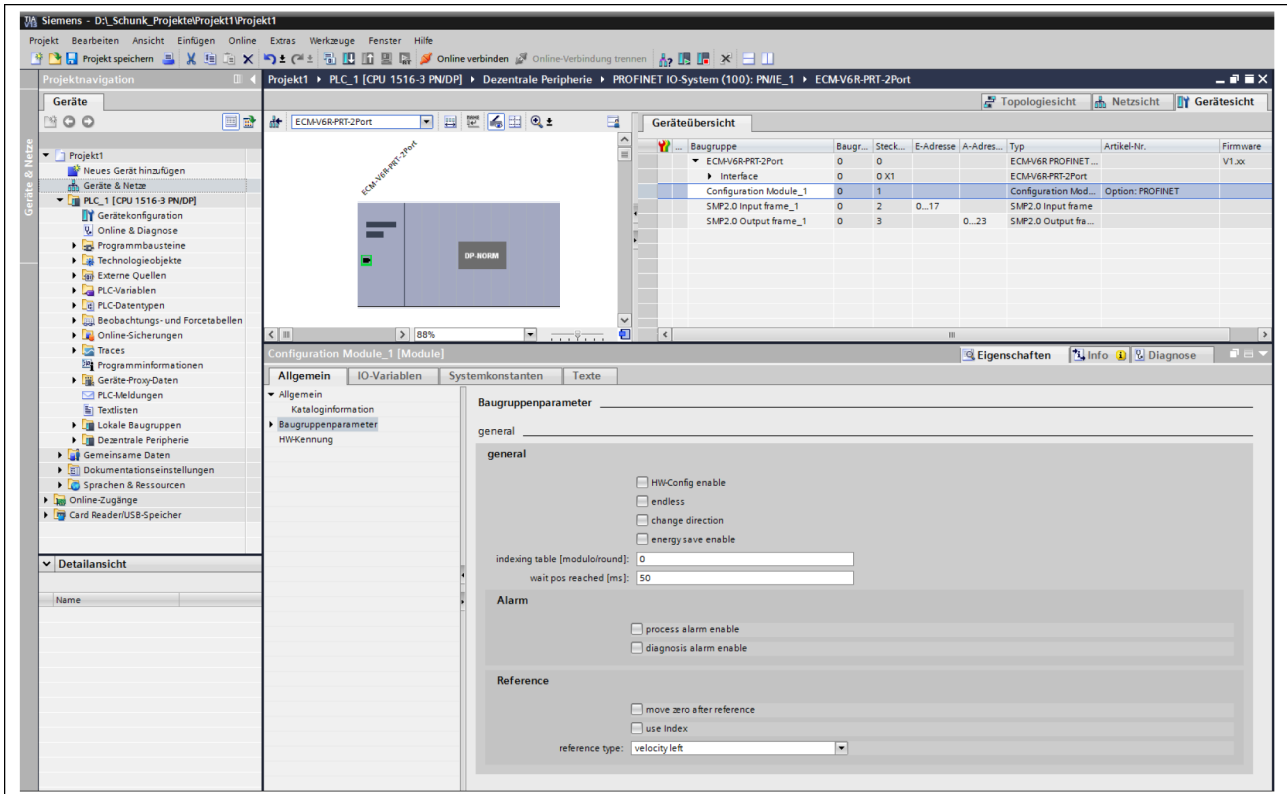 Siemens - D:\_Schunk_Projekte\Projekt1\Projekt1
Projekt Bearbeiten Ansicht Einfügen Online Extras Werkzeuge Fenster Hilfe
Projekt speichern Online verbinden Online-Verbindung trennen
Projektnavigation
Projekt1 PLC_1 [CPU 1516-3 PN/DP] Dezentrale Peripherie PROFINET IO-System (100): PN/IE_1 ECM-V6R-PRT-2Port
Geräte
Topologiesicht Netzsicht Gerätesicht
Geräte & Netze
Projekt1
Neues Gerät hinzufügen
Geräte & Netze
PLC_1 [CPU 1516-3 PN/DP]
Gerätekonfiguration
Online & Diagnose
Programmbausteine
Technologieobjekte
Externe Quellen
PLC-Variablen
PLC-Datentypen
Beobachtungs- und Forcetabellen
Online-Sicherungen
Traces
Programminformationen
Geräte-Proxy-Daten
PLC-Meldungen
Textlisten
Lokale Baugruppen
Dezentrale Peripherie
Gemeinsame Daten
Dokumentationseinstellungen
Sprachen & Ressourcen
Online-Zugänge
Card Reader/USB-Speicher
Detailansicht
Name
ECM-V6R-PRT-2Port
ECM-V6R-PRT-2Port
DP-NORM
88%
Geräteübersicht
... Baugruppe Baugr... Steck... E-Adresse A-Adres... Typ Artikel-Nr. Firmware
ECM-V6R-PRT-2Port 0 0 ECM-V6R PROFINET... V1.xx
Interface 0 0 X1 ECM-V6R-PRT-2Port
Configuration Module_1 0 1 Configuration Mod... Option: PROFINET
SMP2.0 Input frame_1 0 2 0...17 SMP2.0 Input frame
SMP2.0 Output frame_1 0 3 0...23 SMP2.0 Output fra...
Configuration Module_1 [Module]
Eigenschaften Info Diagnose
Allgemein IO-Variablen Systemkonstanten Texte
Allgemein
Kataloginformation
Baugruppenparameter
HW-Kennung
Baugruppenparameter
general
general
HW-Config enable
endless
change direction
energy save enable
indexing table [modulo/round]: 0
wait pos reached [ms]: 50
Alarm
process alarm enable
diagnosis alarm enable
Reference
move zero after reference
use Index
reference type: velocity left